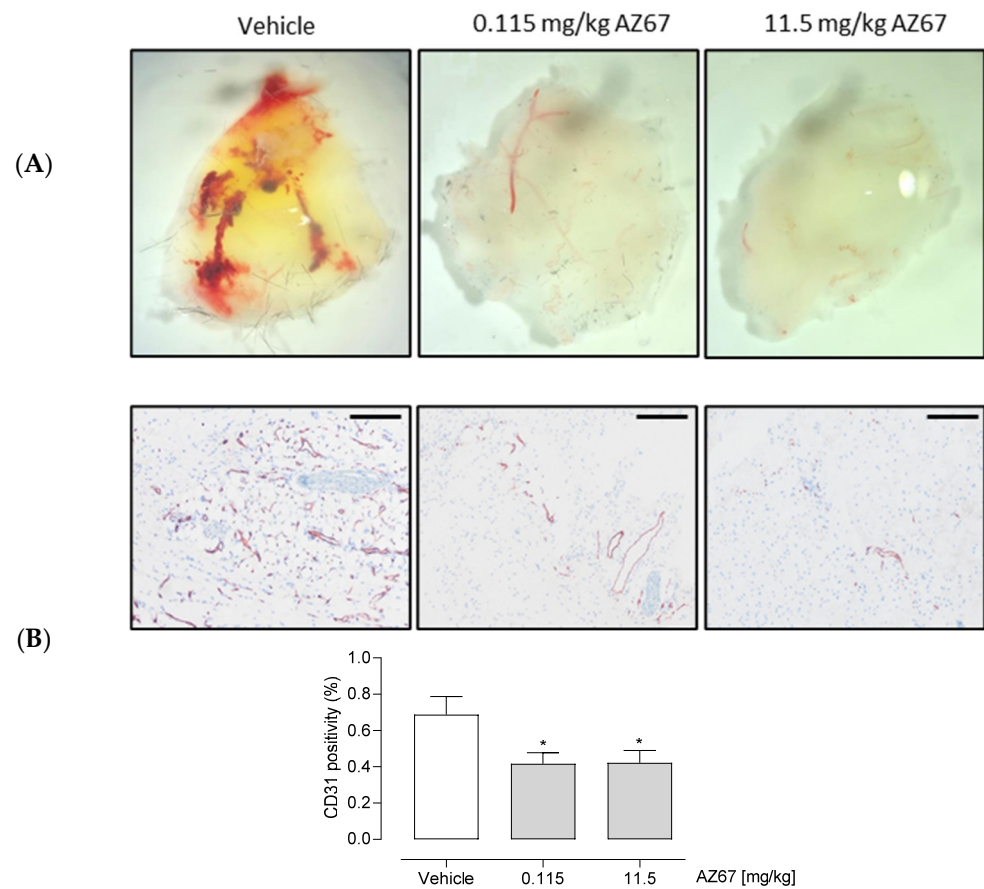 Vehicle 0.115 mg/kg AZ67 11.5 mg/kg AZ67
(A)
(B)
CD31 positivity (%)
1.0
0.8
0.6
0.4
0.2
0.0
* *
Vehicle 0.115 11.5 AZ67 [mg/kg]